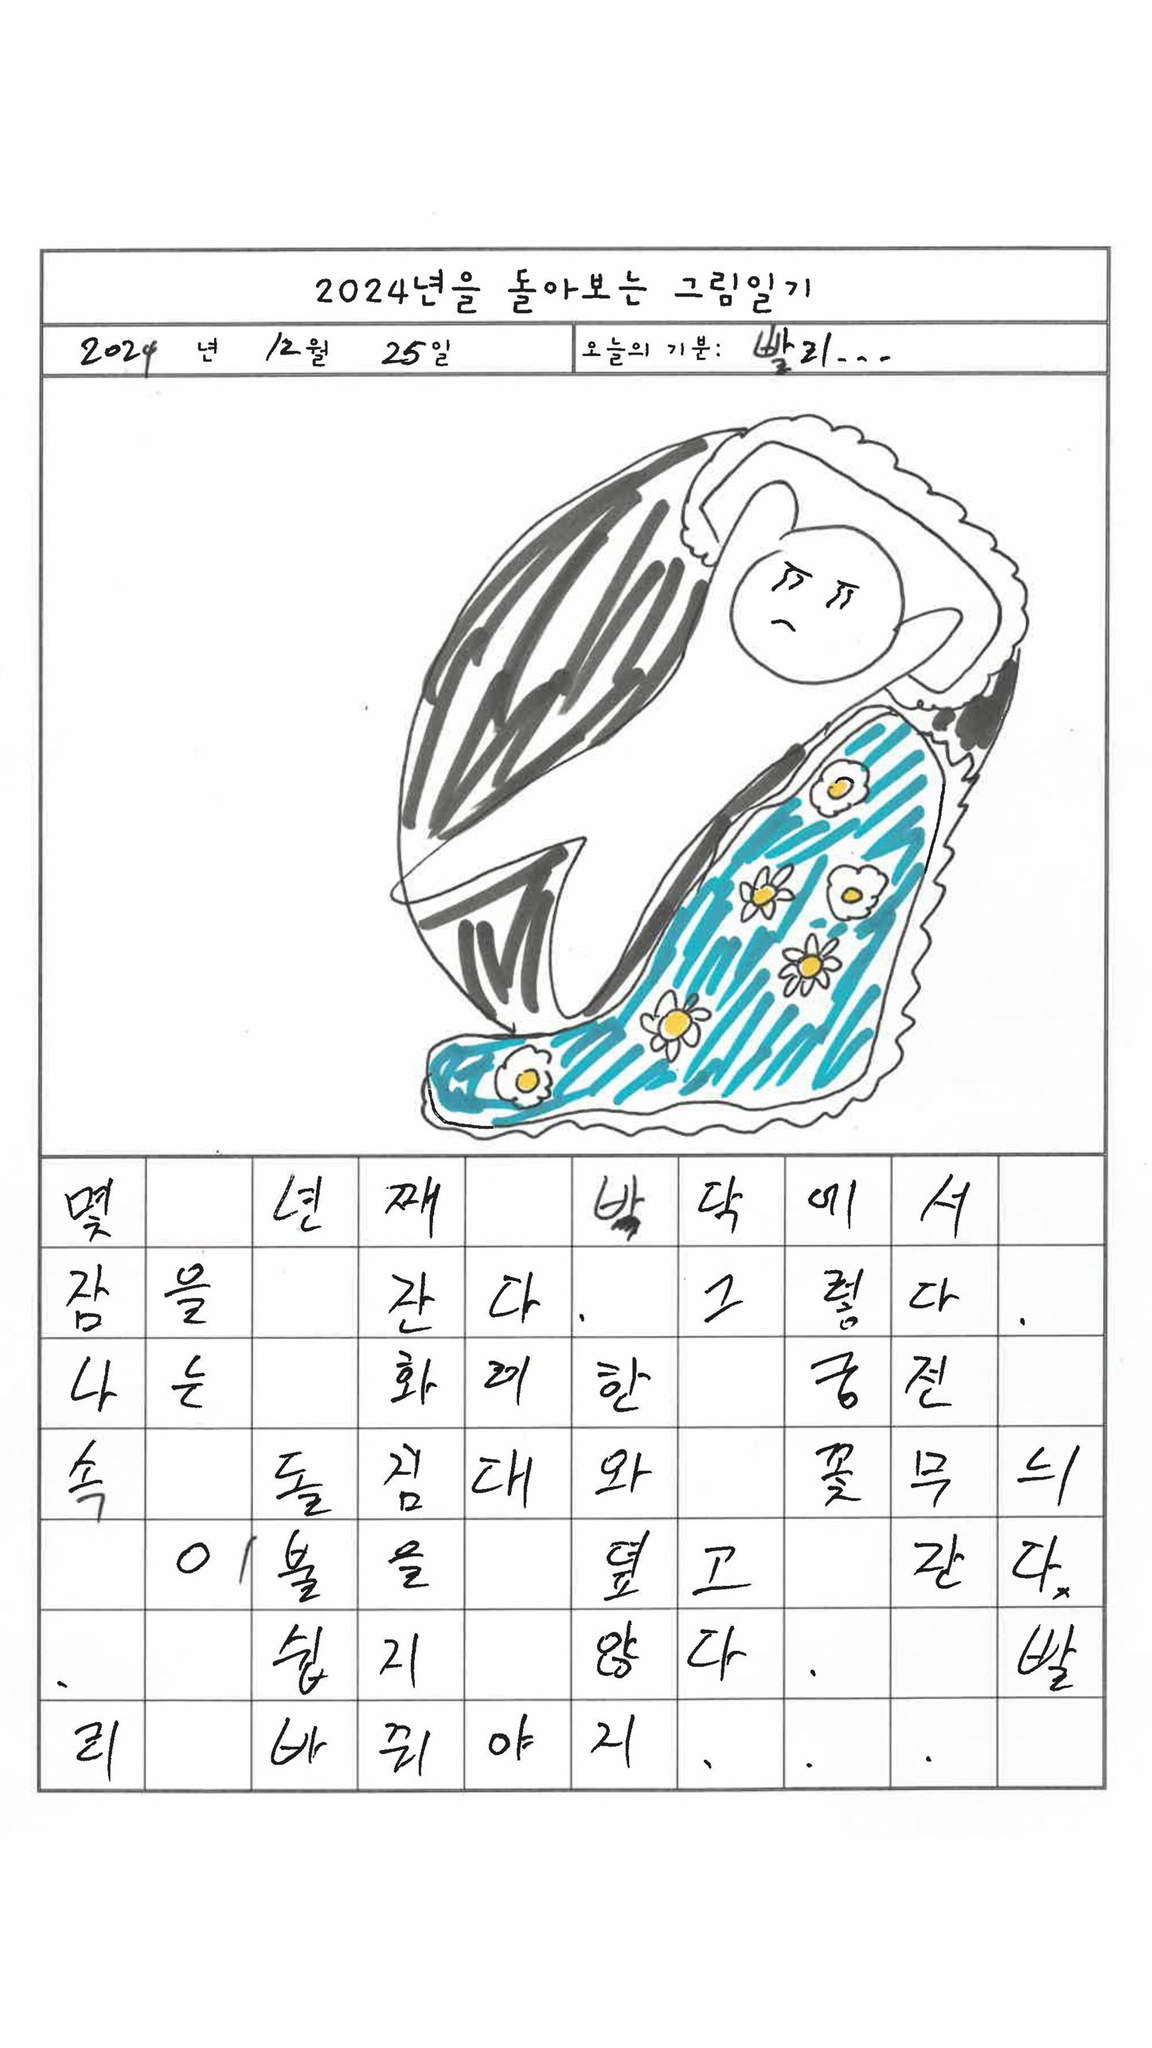 2024년을 돌아보는 그림일기
2024 년 12월 25일 오늘의 기분: 빨리...
몇 년째 바닥에서
잠을 잔다. 그렇다.
나는 화려한 궁전
속 돌침대와 꽃무늬
이불을 덮고 잔다
. 쉽지 않다. 빨
리 바뀌야지...